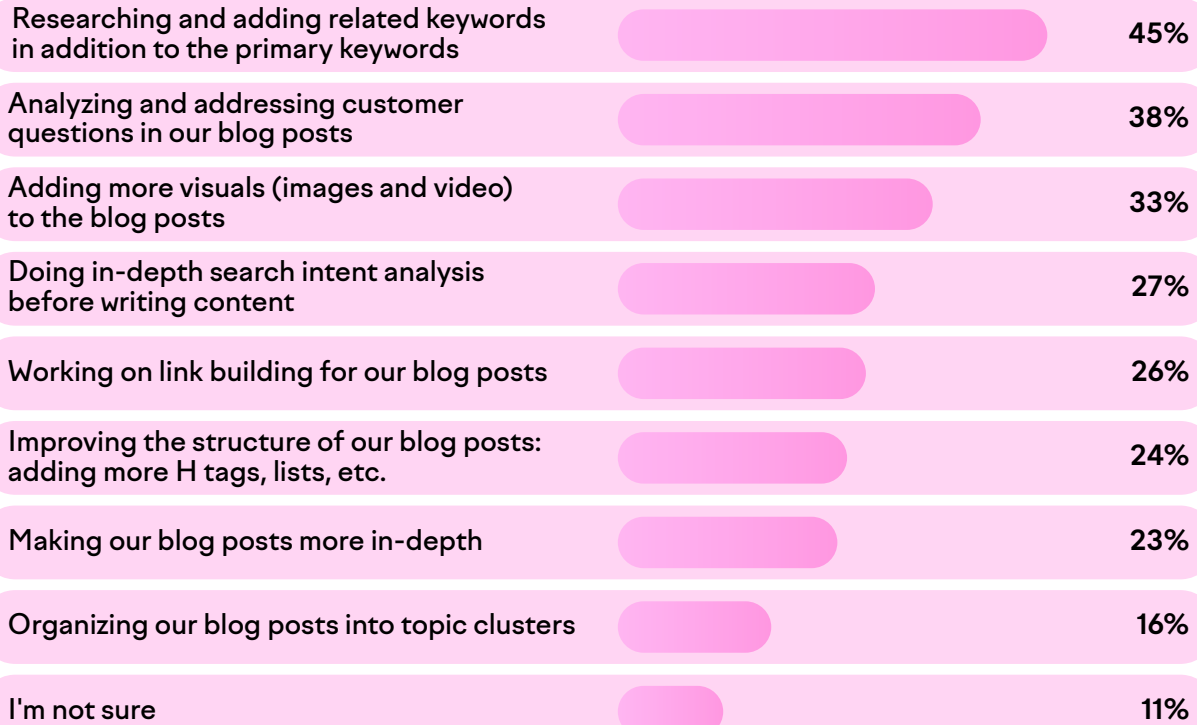 Researching and adding related keywords
in addition to the primary keywords
45%
Analyzing and addressing customer
questions in our blog posts
38%
Adding more visuals (images and video)
to the blog posts
33%
Doing in-depth search intent analysis
before writing content
27%
Working on link building for our blog posts
26%
Improving the structure of our blog posts:
adding more H tags, lists, etc.
24%
Making our blog posts more in-depth
23%
Organizing our blog posts into topic clusters
16%
I'm not sure
11%